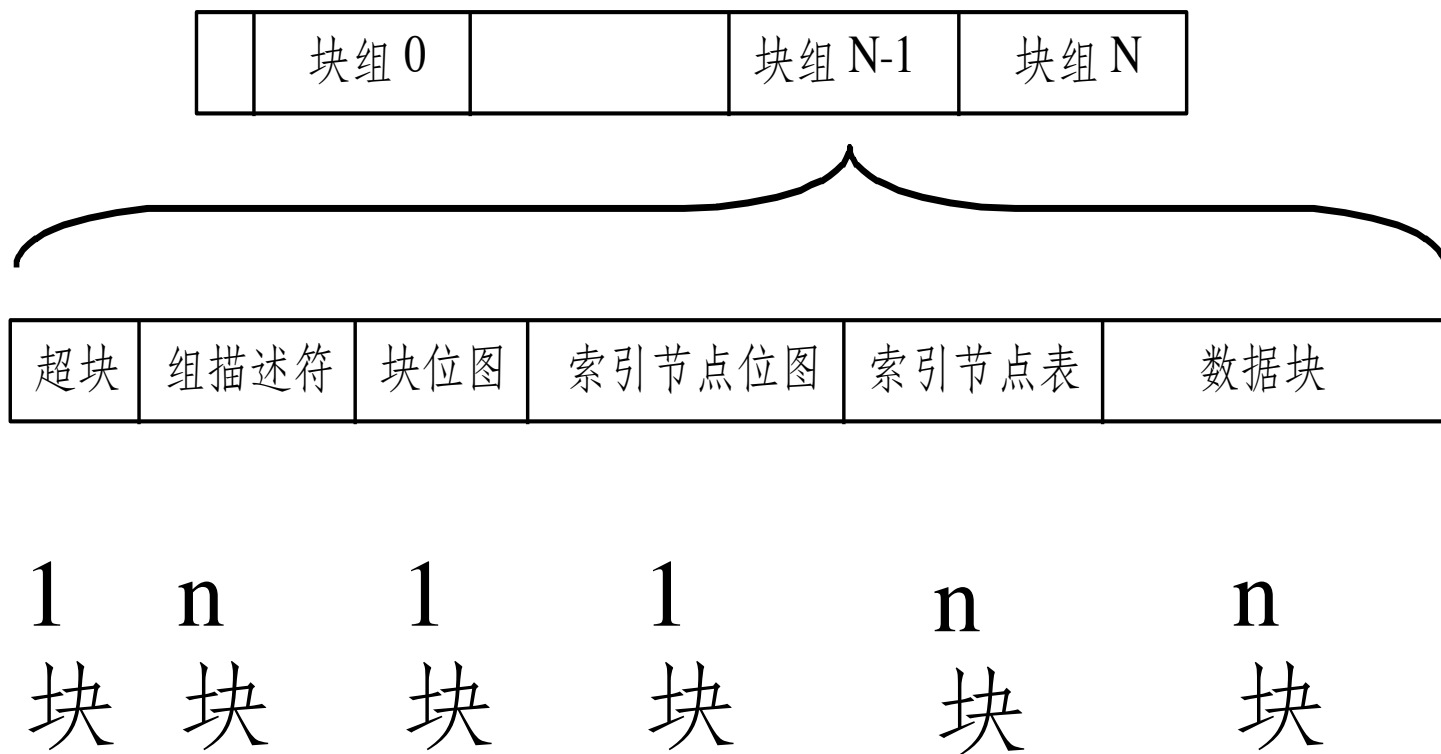 块组 0 块组 N-1 块组 N
超块 组描述符 块位图 索引节点位图 索引节点表 数据块
1 n 1 1 n n
块 块 块 块 块 块